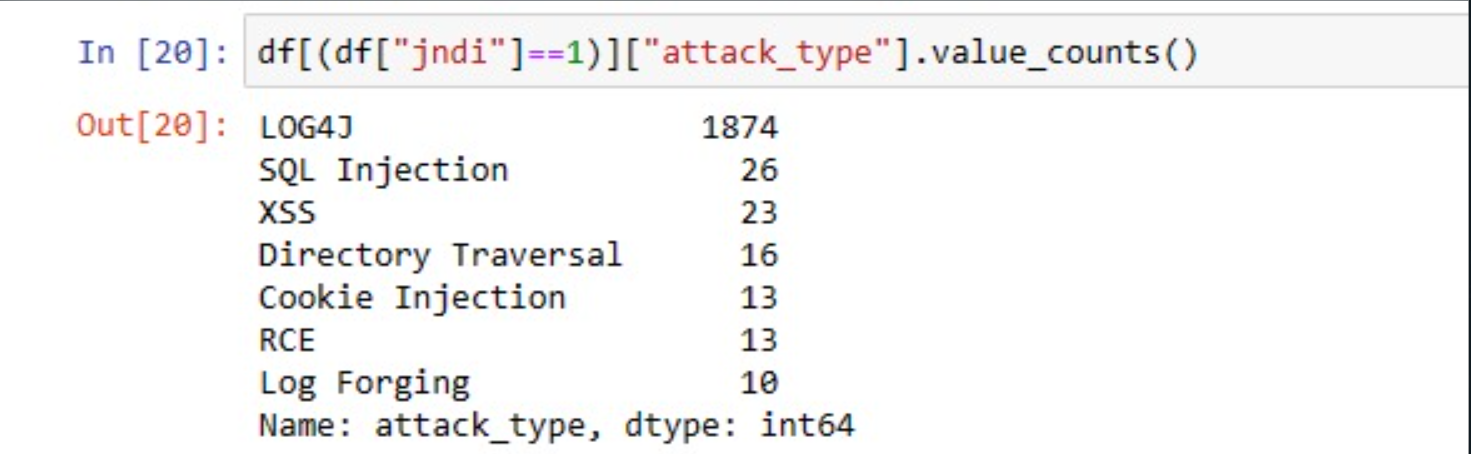 In [20]: df[(df["jndi"]==1)]["attack_type"].value_counts()
Out[20]: LOG4J 1874
SQL Injection 26
XSS 23
Directory Traversal 16
Cookie Injection 13
RCE 13
Log Forging 10
Name: attack_type, dtype: int64